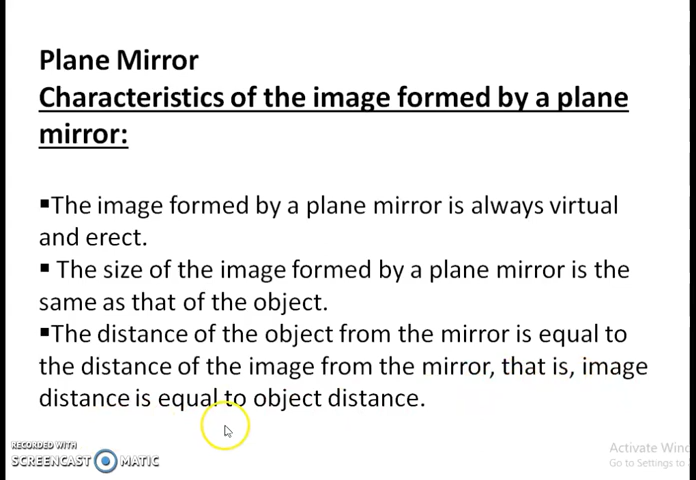 Plane Mirror
Characteristics of the image formed by a plane
mirror:
▪The image formed by a plane mirror is always virtual
and erect.
▪ The size of the image formed by a plane mirror is the
same as that of the object.
▪The distance of the object from the mirror is equal to
the distance of the image from the mirror, that is, image
distance is equal to object distance.
RECORDED WITH
SCREENCAST MATIC
Activate Wind
Go to Settings to